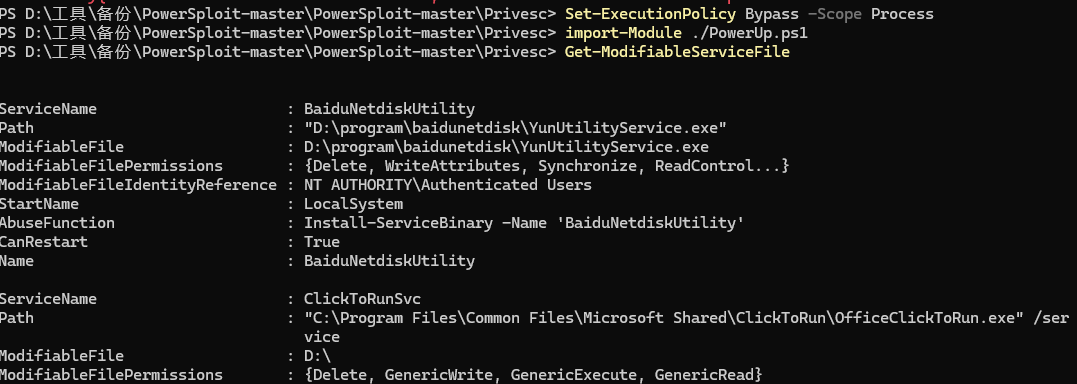 PS D:\工具\备份\PowerSploit-master\PowerSploit-master\Privesc> Set-ExecutionPolicy Bypass -Scope Process
PS D:\工具\备份\PowerSploit-master\PowerSploit-master\Privesc> import-Module ./PowerUp.ps1
PS D:\工具\备份\PowerSploit-master\PowerSploit-master\Privesc> Get-ModifiableServiceFile
ServiceName : BaiduNetdiskUtility
Path : "D:\program\baidunetdisk\YunUtilityService.exe"
ModifiableFile : D:\program\baidunetdisk\YunUtilityService.exe
ModifiableFilePermissions : {Delete, WriteAttributes, Synchronize, ReadControl...}
ModifiableFileIdentityReference : NT AUTHORITY\Authenticated Users
StartName : LocalSystem
AbuseFunction : Install-ServiceBinary -Name 'BaiduNetdiskUtility'
CanRestart : True
Name : BaiduNetdiskUtility
ServiceName : ClickToRunSvc
Path : "C:\Program Files\Common Files\Microsoft Shared\ClickToRun\OfficeClickToRun.exe" /ser
vice
ModifiableFile : D:\
ModifiableFilePermissions : {Delete, GenericWrite, GenericExecute, GenericRead}